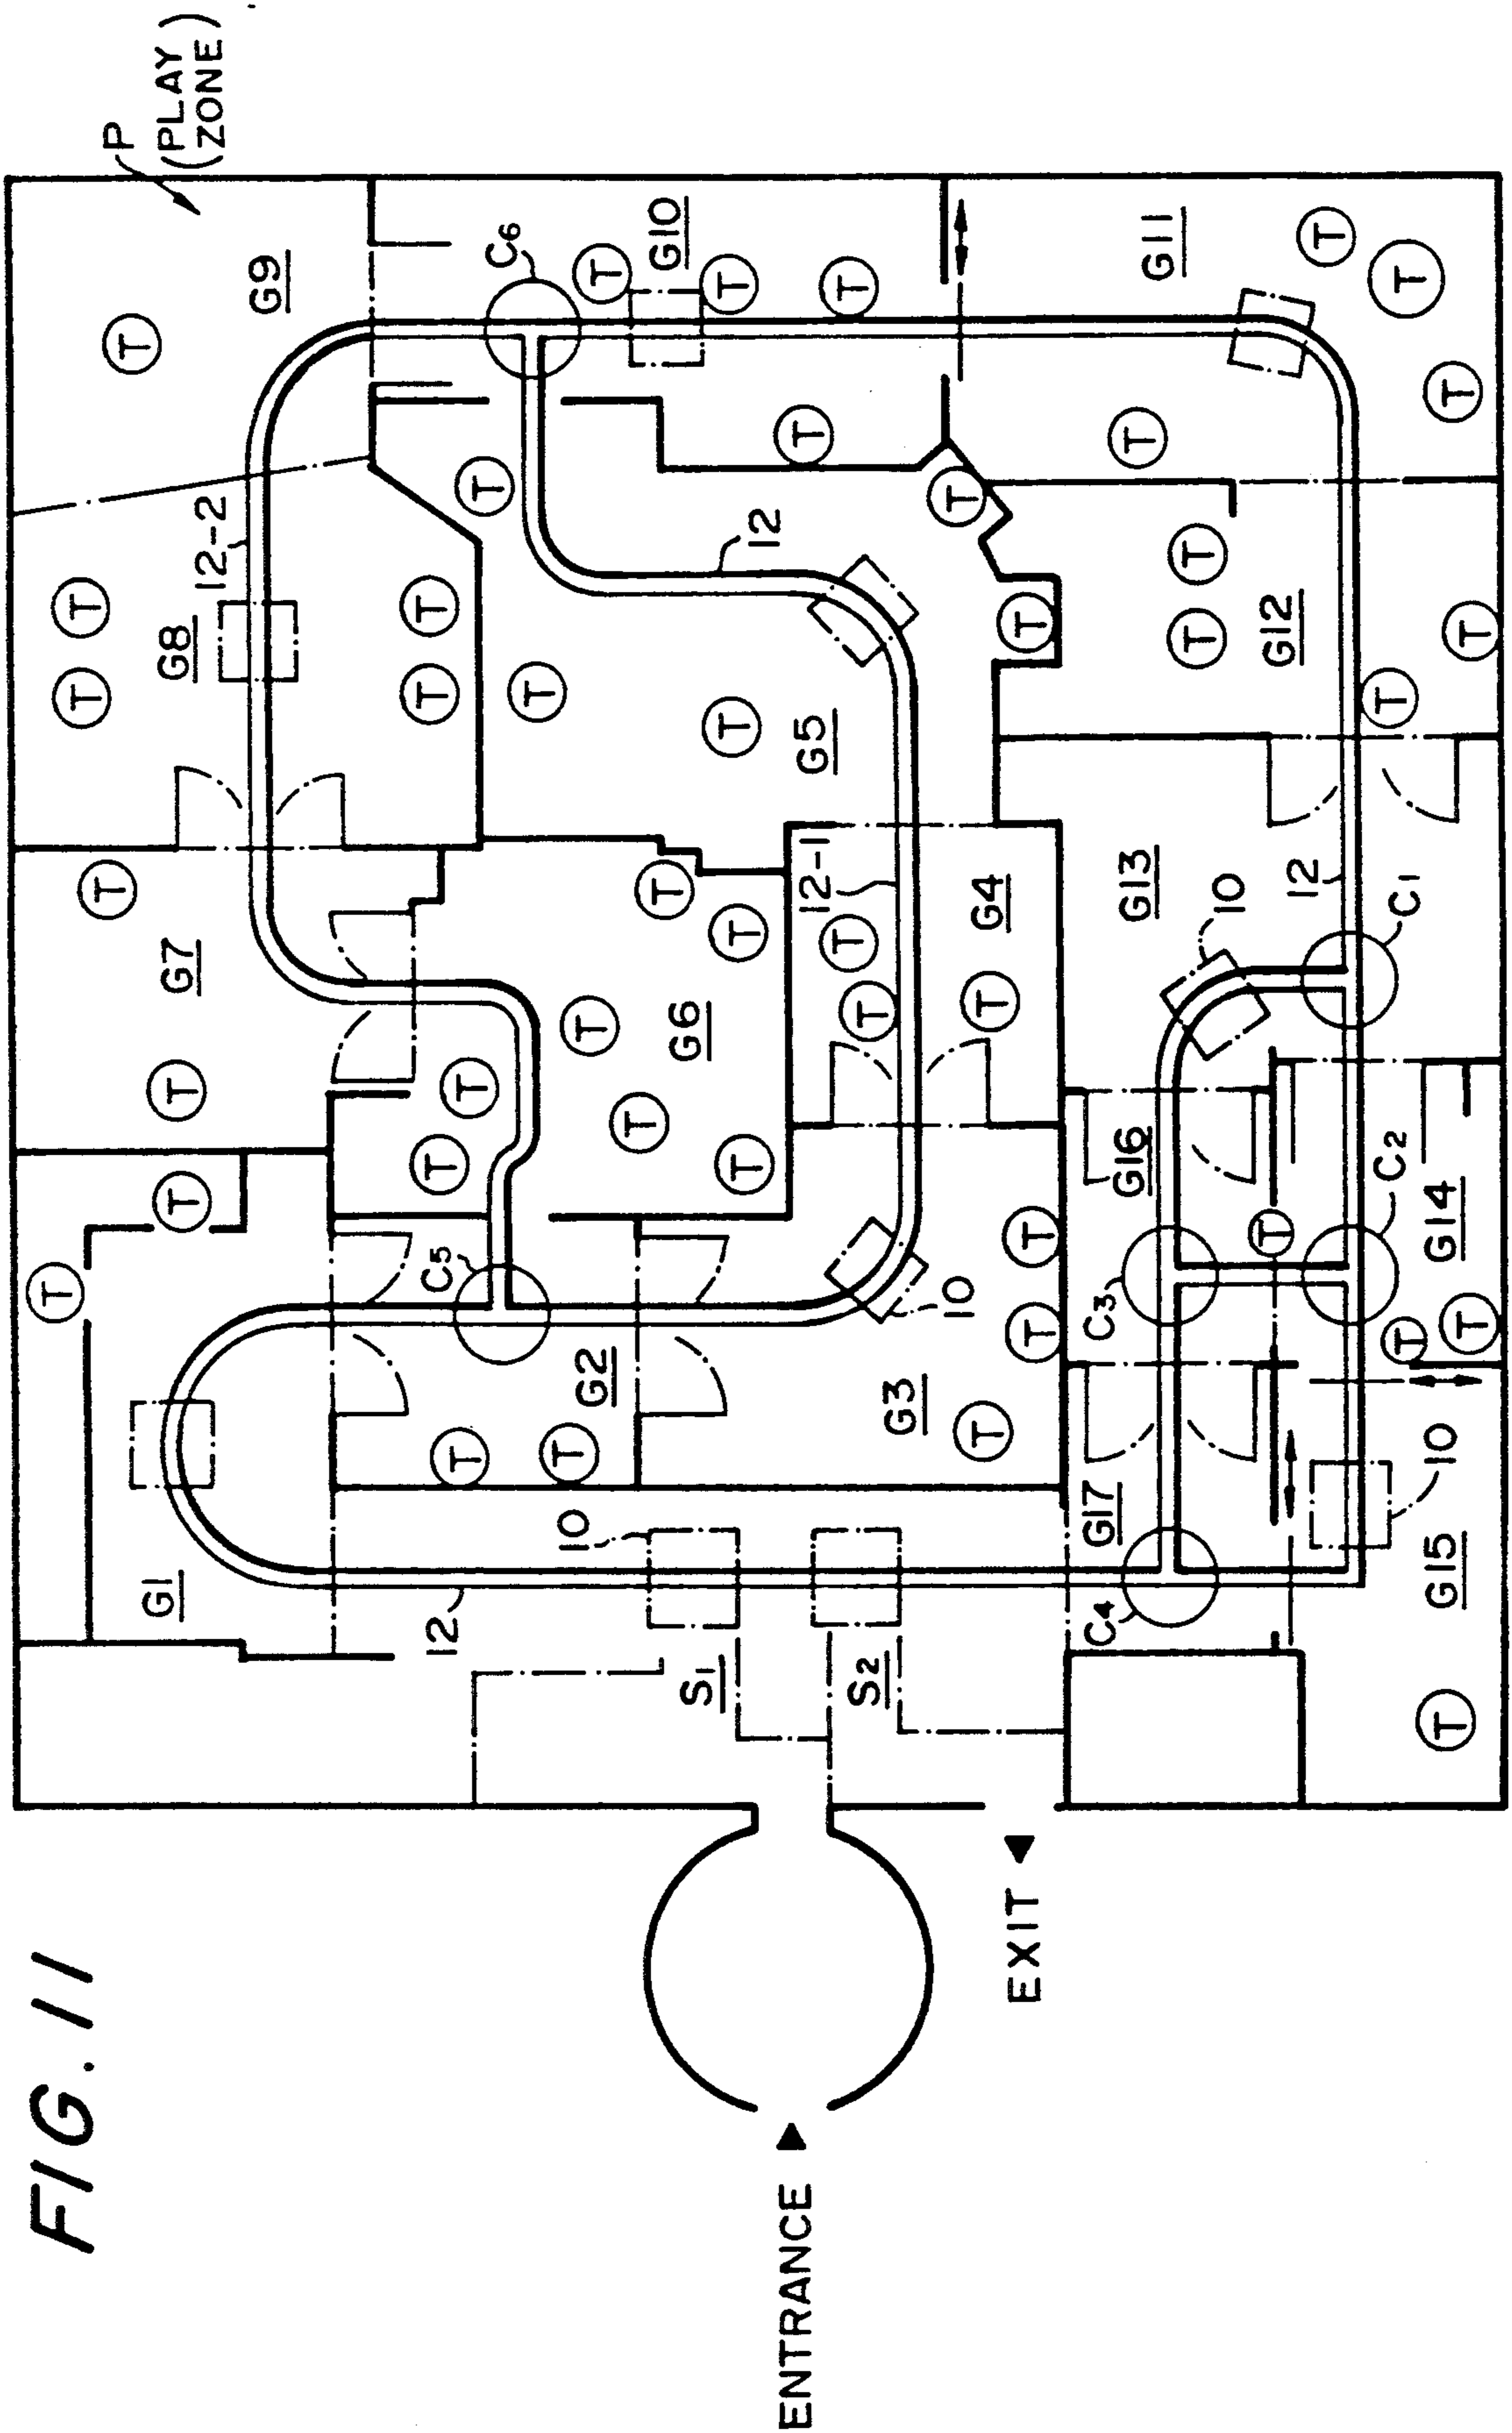 FIG. 11
P
(PLAY
ZONE)
G9
C6
G10
T
T
T
T
G11
T
T
T
T
12-2
G8
T
T
T
T
T
T
T
T
12
G5
T
T
T
G12
T
T
T
T
G7
T
T
G6
T
T
T
T
T
T
T
12-1
G4
T
T
T
G13
10
12
C1
G16
C2
G14
T
T
T
C3
T
T
C5
G2
T
T
G3
T
T
T
10
G1
12
10
S1
S2
G17
C4
10
G15
T
ENTRANCE
EXIT